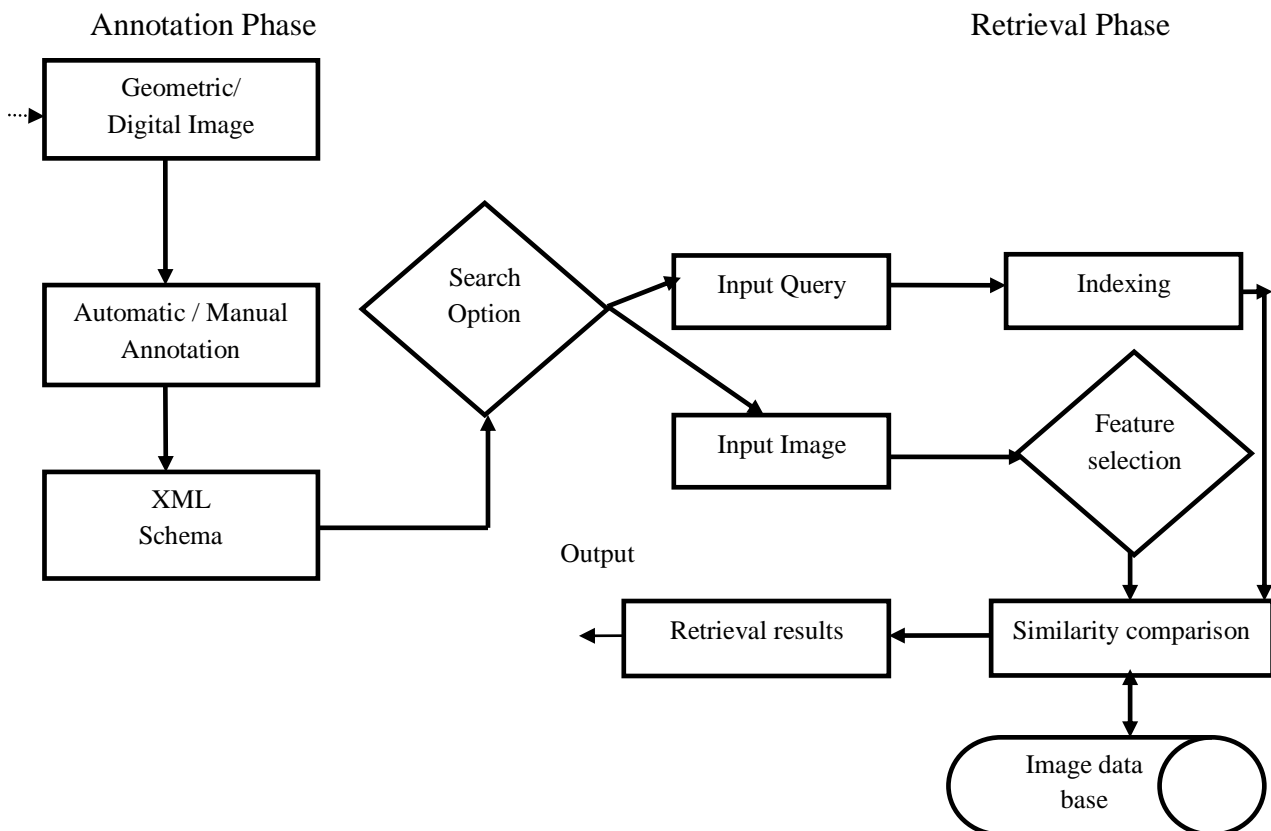 Annotation Phase
Retrieval Phase
Geometric/
Digital Image
Automatic / Manual
Annotation
XML
Schema
Search
Option
Input Query
Indexing
Input Image
Feature
selection
Output
Retrieval results
Similarity comparison
Image data
base